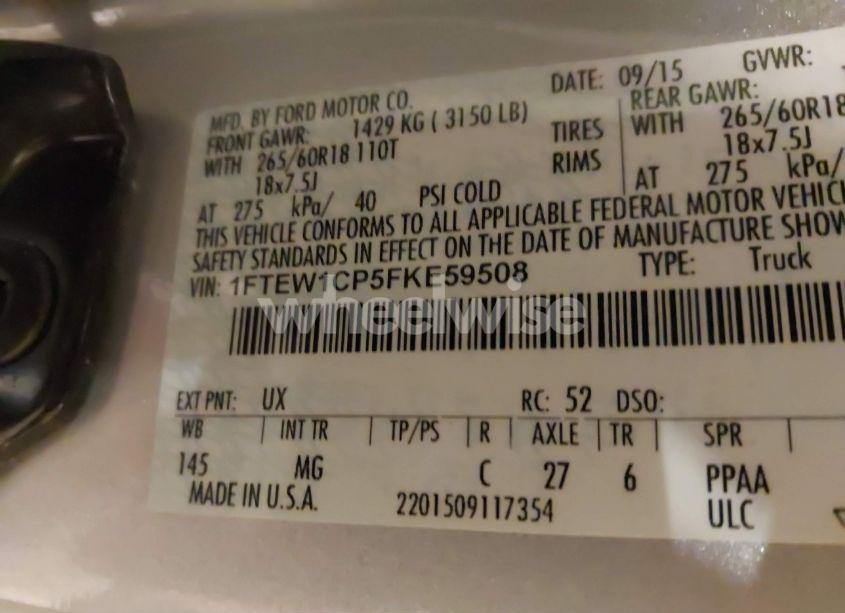 MFD. BY FORD MOTOR CO. DATE: 09/15 GVWR:
FRONT GAWR: 1429 KG ( 3150 LB) REAR GAWR:
WITH 265/60R18 110T TIRES WITH 265/60R18
18x7.5J RIMS 18x7.5J
AT 275 kPa/ 40 PSI COLD AT 275 kPa/
THIS VEHICLE CONFORMS TO ALL APPLICABLE FEDERAL MOTOR VEHICL
SAFETY STANDARDS IN EFFECT ON THE DATE OF MANUFACTURE SHOW
VIN: 1FTEW1CP5FKE59508 TYPE: Truck
wheelwise
EXT PNT: UX RC: 52 DSO:
WB INT TR TP/PS R AXLE TR SPR
145 MG C 27 6 PPAA
MADE IN U.S.A. 2201509117354 ULC